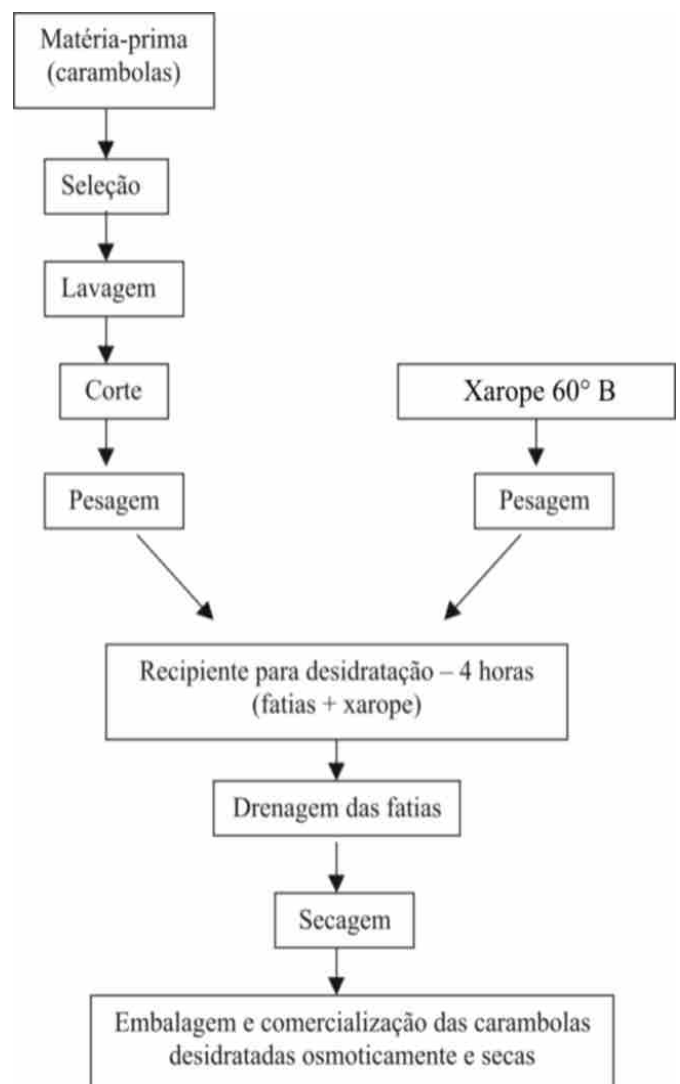 Matéria-prima
(carambolas)
Seleção
Lavagem
Corte
Pesagem
Xarope 60° B
Pesagem
Recipiente para desidratação – 4 horas
(fatias + xarope)
Drenagem das fatias
Secagem
Embalagem e comercialização das carambolas
desidratadas osmoticamente e secas